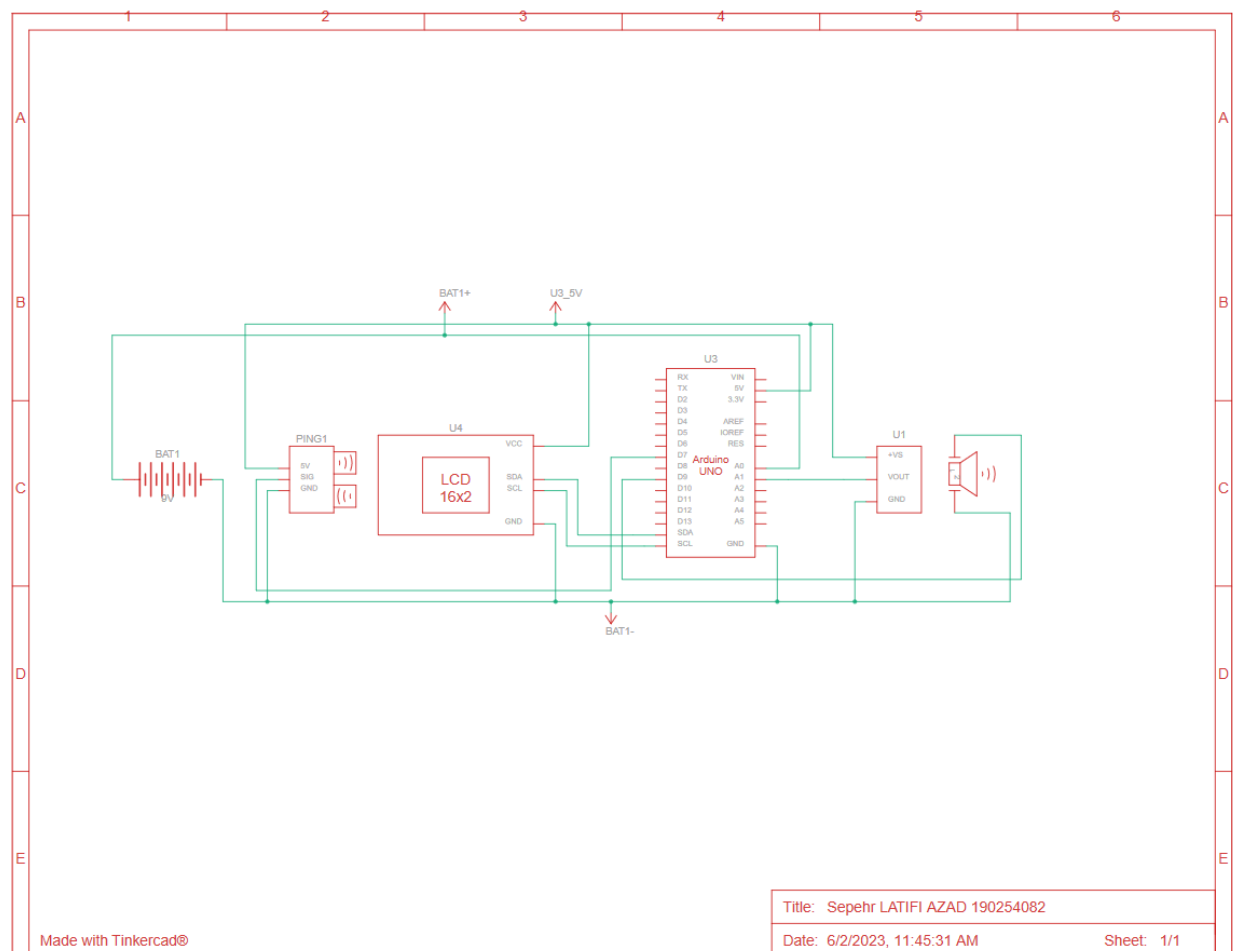 1 2 3 4 5 6
A A
B B
BAT1+ U3_5V
U3
RX VIN
TX 5V
D2 3.3V
D3
D4 AREF
D5 IOREF
D6 RES
D7
D8 A0
D9 A1
D10 A2
D11 A3
D12 A4
D13 A5
SDA
SCL GND
Arduino
UNO
U4
VCC
SDA
SCL
GND
LCD
16x2
PING1
5V
SIG
GND
BAT1
9V
U1
+VS
VOUT
GND
1
2
C C
BAT1-
D D
E E
Title: Sepehr LATIFI AZAD 190254082
Made with Tinkercad®
Date: 6/2/2023, 11:45:31 AM Sheet: 1/1